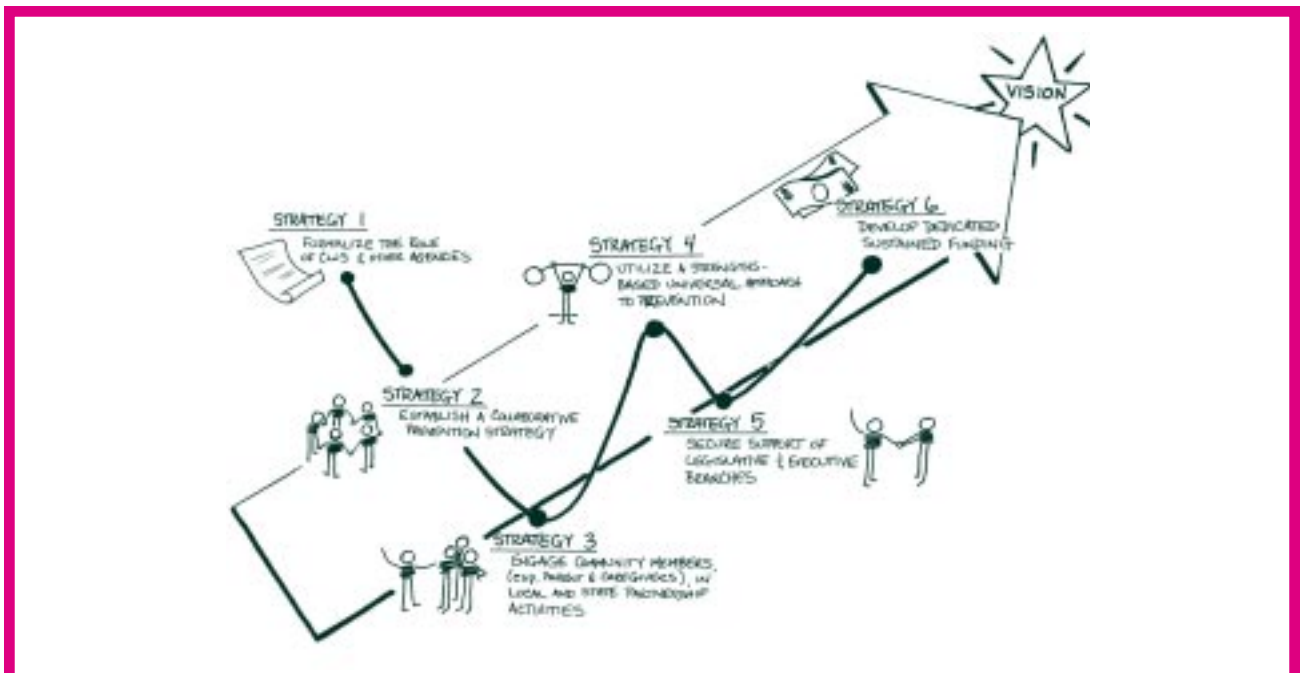 VISION
STRATEGY 1
FORMALIZE THE ROLE
OF CWS & OTHER AGENCIES
STRATEGY 2
ESTABLISH A COLLABORATIVE
PREVENTION STRATEGY
STRATEGY 3
ENGAGE COMMUNITY MEMBERS,
(esp. PARENT & CAREGIVERS), IN
LOCAL AND STATE PARTNERSHIP
ACTIVITIES
STRATEGY 4
UTILIZE A STRENGTHS-
BASED UNIVERSAL APPROACH
TO PREVENTION
STRATEGY 5
SECURE SUPPORT OF
LEGISLATIVE & EXECUTIVE
BRANCHES
STRATEGY 6
DEVELOP DEDICATED
SUSTAINED FUNDING